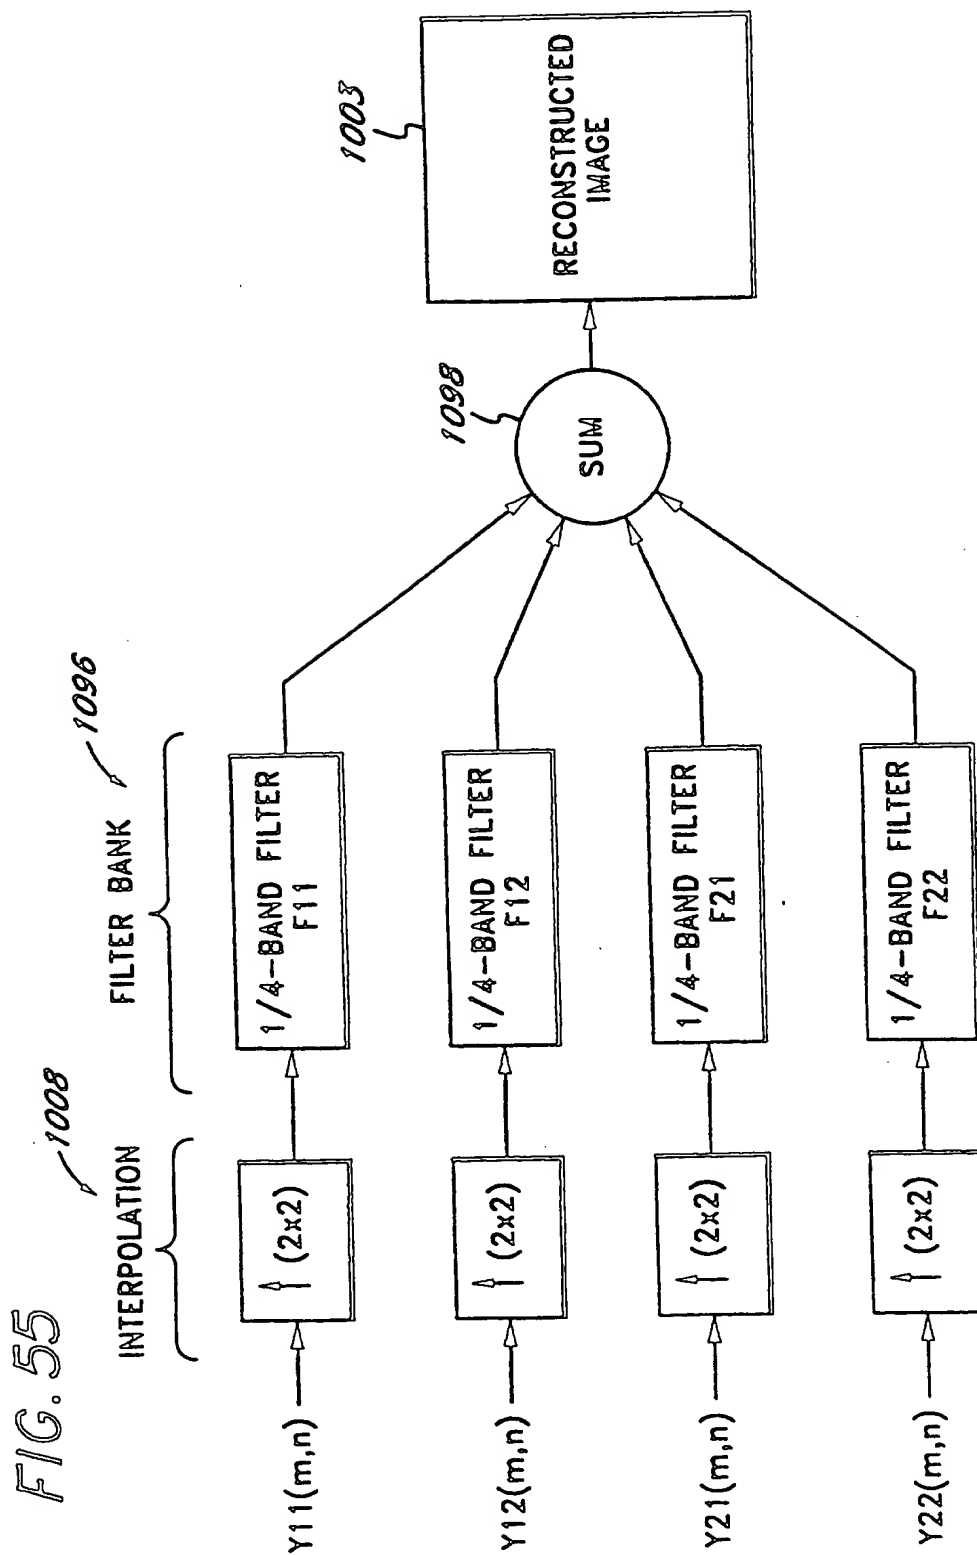 FIG. 55
INTERPOLATION
1008
FILTER BANK
1096
Y11(m,n)
(2x2)
1/4-BAND FILTER
F11
Y12(m,n)
(2x2)
1/4-BAND FILTER
F12
Y21(m,n)
(2x2)
1/4-BAND FILTER
F21
Y22(m,n)
(2x2)
1/4-BAND FILTER
F22
SUM
1098
RECONSTRUCTED
IMAGE
1003